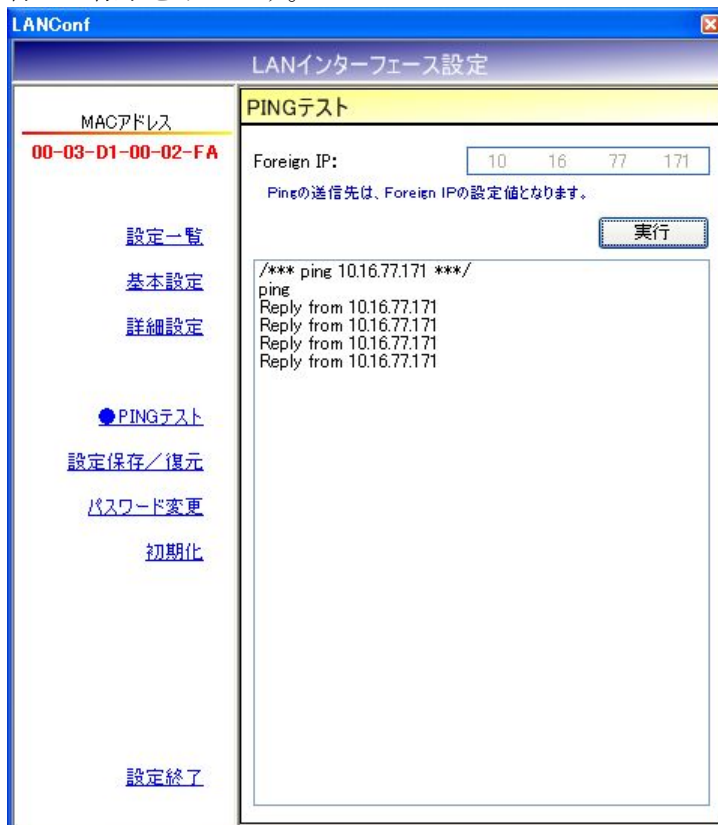 LANConf
LANインターフェース設定
MACアドレス
00-03-D1-00-02-FA
設定一覧
基本設定
詳細設定
●PINGテスト
設定保存／復元
パスワード変更
初期化
設定終了
PINGテスト
Foreign IP: 10 16 77 171
Pingの送信先は、Foreign IPの設定値となります。
実行
/*** ping 10.16.77.171 ***/
ping
Reply from 10.16.77.171
Reply from 10.16.77.171
Reply from 10.16.77.171
Reply from 10.16.77.171